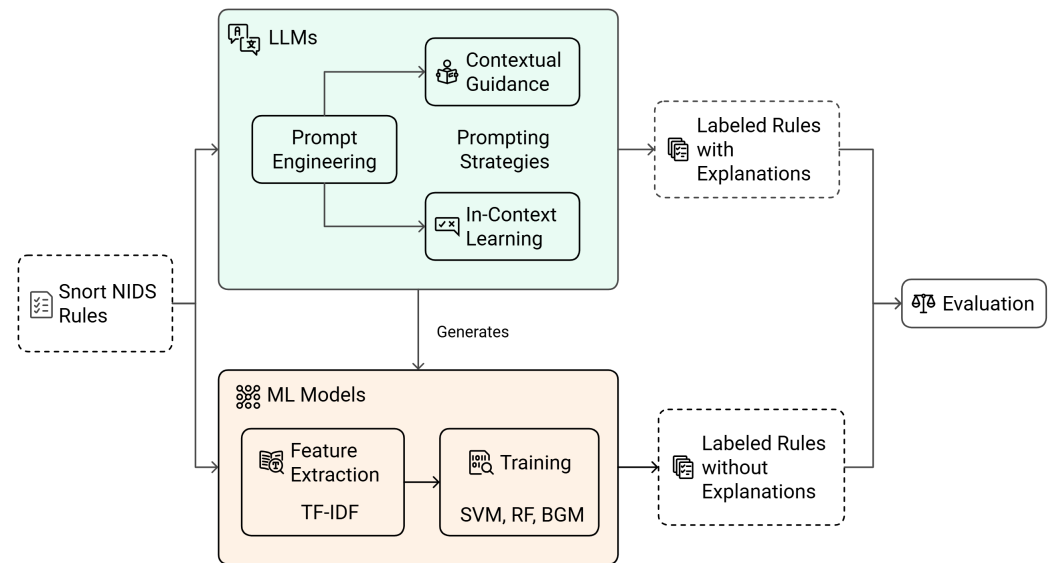 LLMs
Contextual
Guidance
Prompt
Engineering
Prompting
Strategies
In-Context
Learning
Labeled Rules
with
Explanations
Snort NIDS
Rules
Evaluation
Generates
ML Models
Feature
Extraction
TF-IDF
Training
SVM, RF, BGM
Labeled Rules
without
Explanations